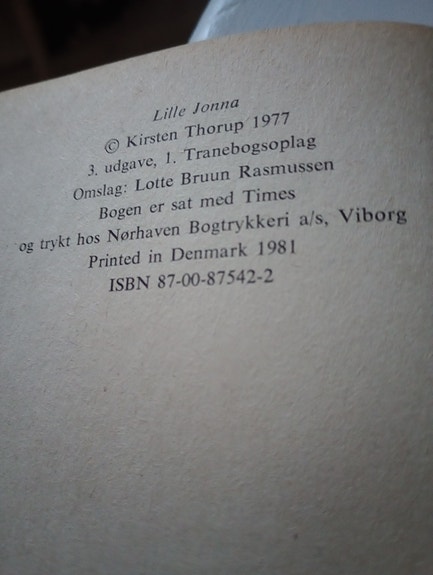 Lille Jonna
© Kirsten Thorup 1977
3. udgave, 1. Tranebogsoplag
Omslag: Lotte Bruun Rasmussen
Bogen er sat med Times
og trykt hos Nørhaven Bogtrykkeri a/s, Viborg
Printed in Denmark 1981
ISBN 87-00-87542-2